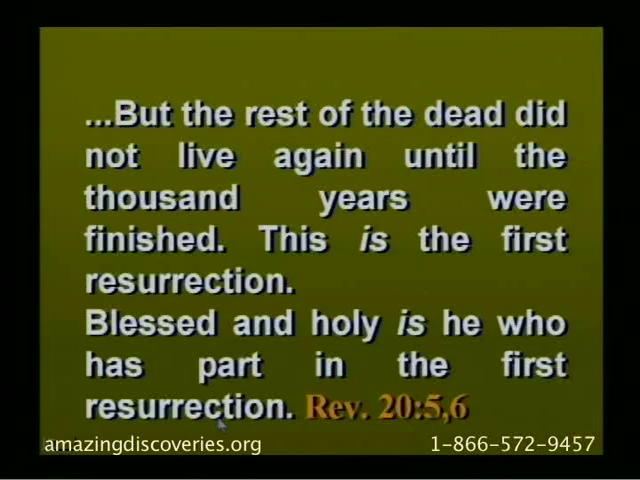 ...But the rest of the dead did
not live again until the
thousand years were
finished. This is the first
resurrection.
Blessed and holy is he who
has part in the first
resurrection. Rev. 20:5,6
amazingdiscoveries.org 1-866-572-9457